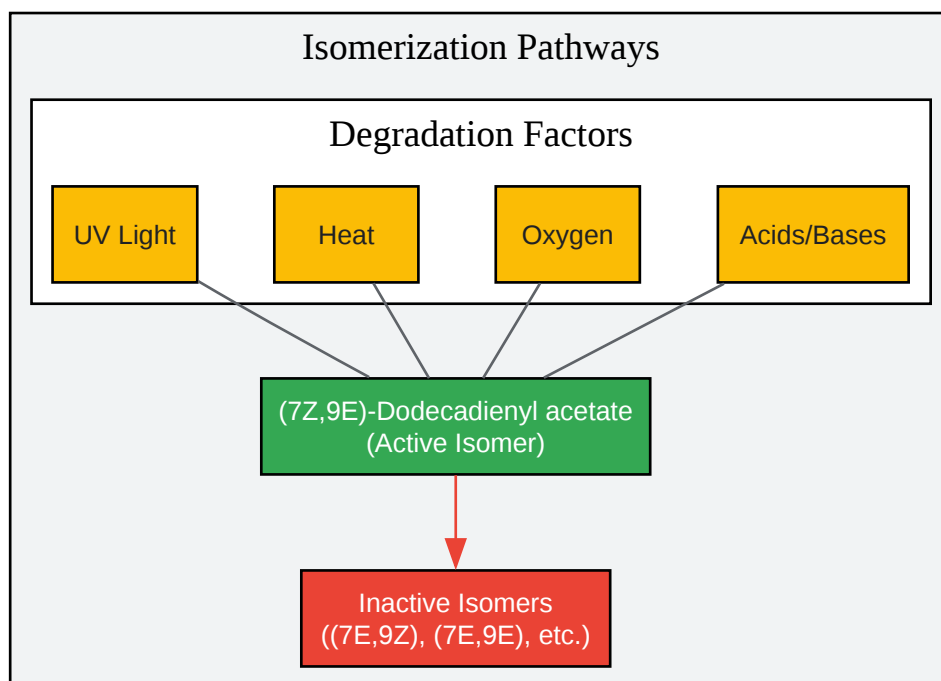 Isomerization Pathways
Degradation Factors
UV Light
Heat
Oxygen
Acids/Bases
(7Z,9E)-Dodecadienyl acetate
(Active Isomer)
Inactive Isomers
((7E,9Z), (7E,9E), etc.)